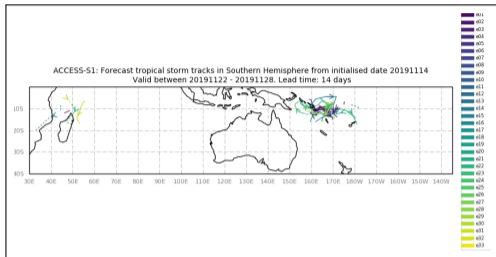 ACCESS-S1: Forecast tropical storm tracks in Southern Hemisphere from initialised date 20191114
Valid between 20191122 - 20191128. Lead time: 14 days
10S
20S
30S
40S
30E 40E 50E 60E 70E 80E 90E 100E 110E 120E 130E 140E 150E 160E 170E 180E 170W 160W 150W 140W
e01
e02
e03
e04
e05
e06
e07
e08
e09
e10
e11
e12
e13
e14
e15
e16
e17
e18
e19
e20
e21
e22
e23
e24
e25
e26
e27
e28
e29
e30
e31
e32
e33